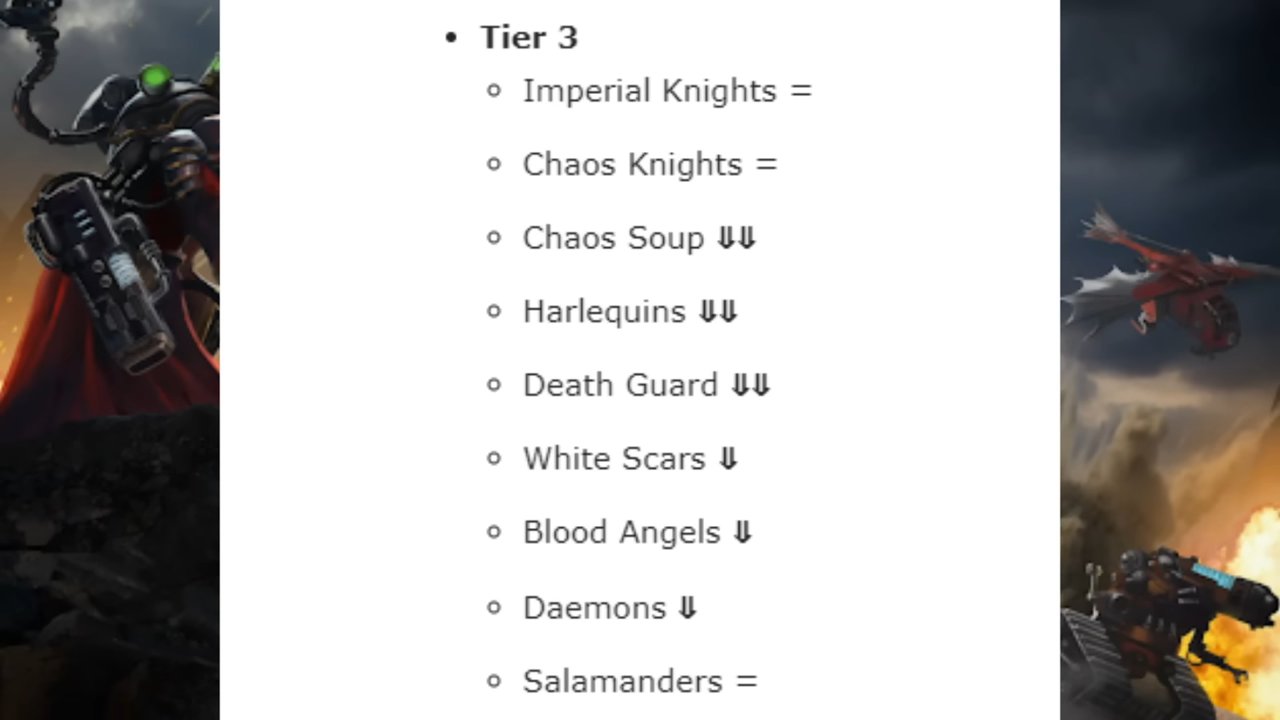 • Tier 3
◦ Imperial Knights =
◦ Chaos Knights =
◦ Chaos Soup ⇓⇓
◦ Harlequins ⇓⇓
◦ Death Guard ⇓⇓
◦ White Scars ⇓
◦ Blood Angels ⇓
◦ Daemons ⇓
◦ Salamanders =